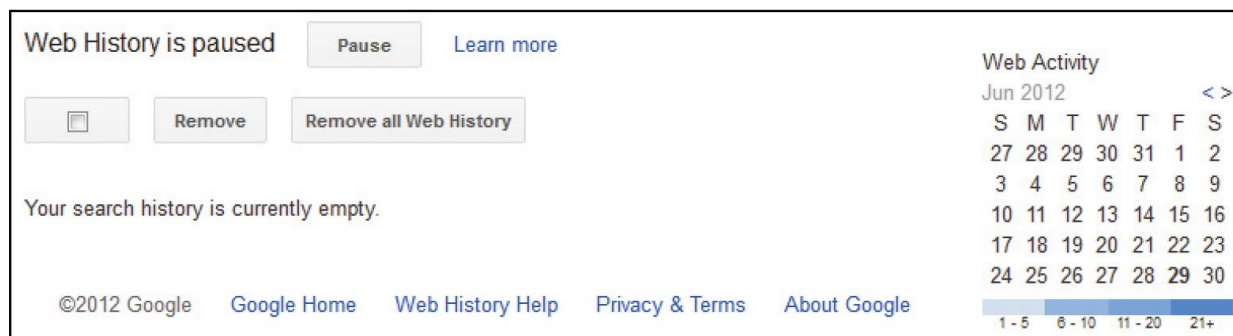 Web History is paused Pause Learn more
Remove Remove all Web History
Your search history is currently empty.
©2012 Google Google Home Web History Help Privacy & Terms About Google
Web Activity
Jun 2012 < >
S M T W T F S
27 28 29 30 31 1 2
3 4 5 6 7 8 9
10 11 12 13 14 15 16
17 18 19 20 21 22 23
24 25 26 27 28 29 30
1 - 5 6 - 10 11 - 20 21+